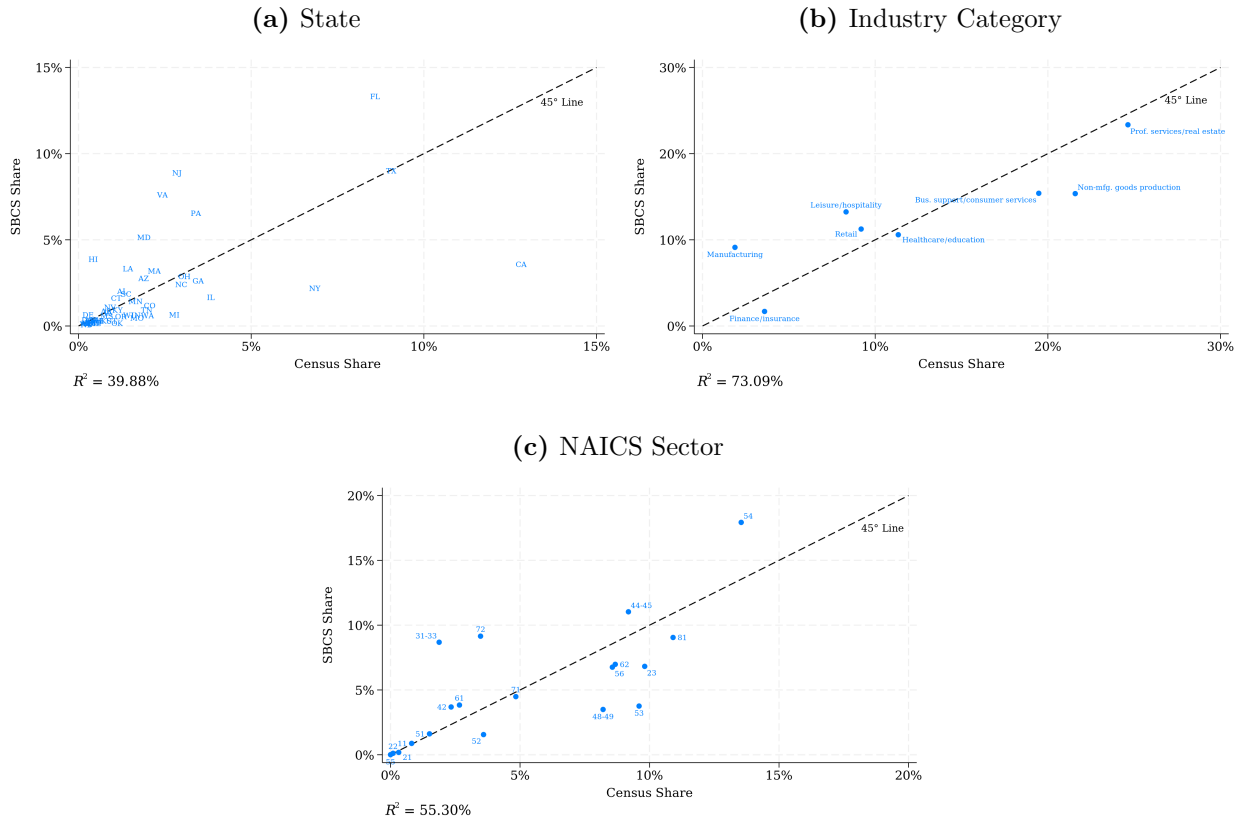 (a) State
15%
10%
5%
0%
SBCS Share
FL
45° Line
TX
NJ
VA
PA
MD
HI
LA
MA
AZ
OH
NC
GA
CA
NY
IL
SC
CT
MN
CO
TN
MI
WA
MO
OK
DE
0% 5% 10% 15%
Census Share
R² = 39.88%
(b) Industry Category
30%
20%
10%
0%
SBCS Share
45° Line
Prof. services/real estate
Non-mfg. goods production
Bus. support/consumer services
Leisure/hospitality
Retail
Healthcare/education
Manufacturing
Finance/insurance
0% 10% 20% 30%
Census Share
R² = 73.09%
(c) NAICS Sector
20%
15%
10%
5%
0%
SBCS Share
54
45° Line
44-45
72
31-33
81
62
56
23
71
61
42
48-49
53
51
52
22
11
21
55
0% 5% 10% 15% 20%
Census Share
R² = 55.30%